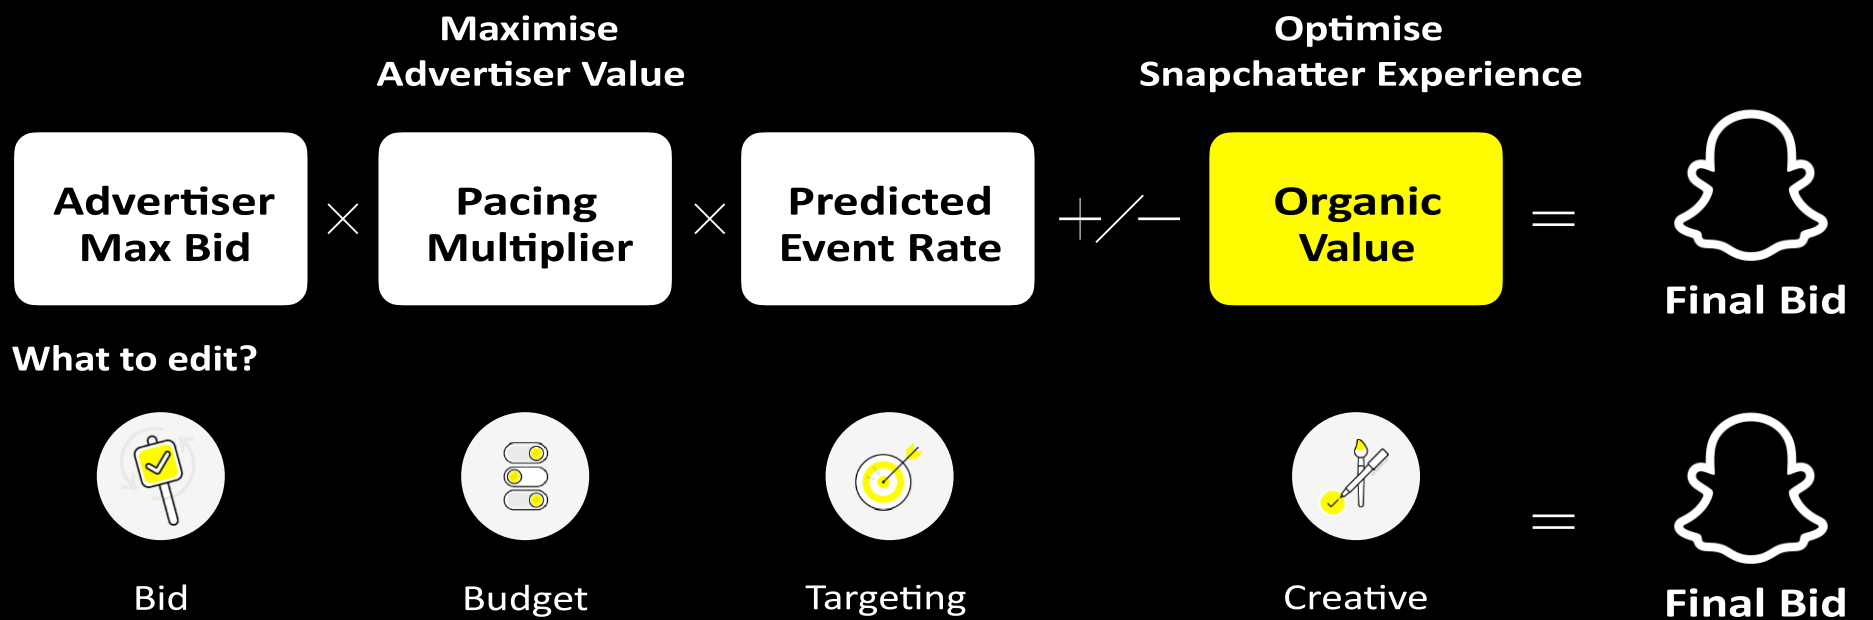 Maximise
Advertiser Value
Optimise
Snapchatter Experience
Advertiser
Max Bid
×
Pacing
Multiplier
×
Predicted
Event Rate
+/−
Organic
Value
=
Final Bid
What to edit?
Bid
Budget
Targeting
Creative
=
Final Bid